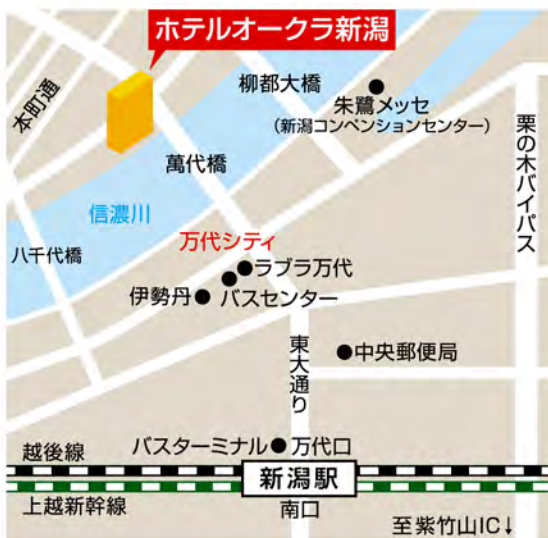 ホテルオークラ新潟
本町通
柳都大橋
朱鷺メッセ
(新潟コンベンションセンター)
萬代橋
栗の木バイパス
信濃川
八千代橋
万代シティ
ラブラ万代
伊勢丹
バスセンター
東大通り
中央郵便局
越後線
バスターミナル
万代口
新潟駅
上越新幹線
南口
至紫竹山IC↓